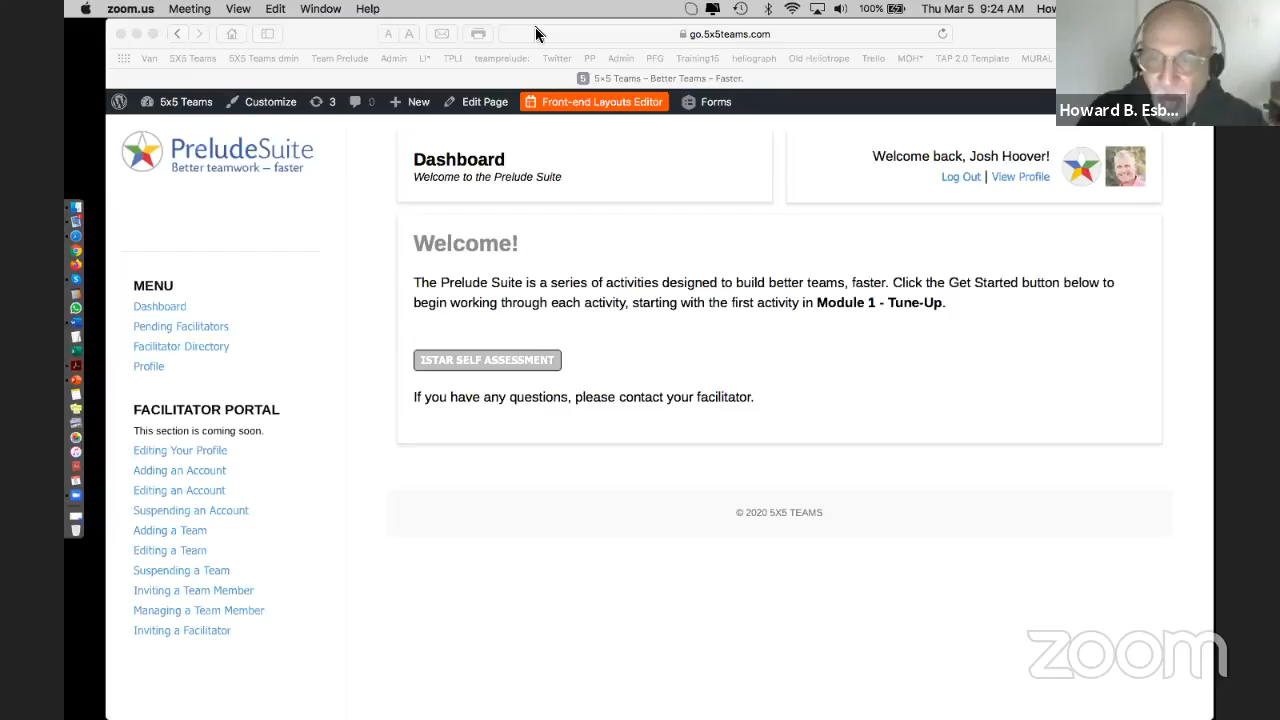 zoom.us Meeting View Edit Window Help 100% Thu Mar 5 9:24 AM How
go.5x5teams.com
Van 5X5 Teams 5X5 Teams dmin Team Prelude Admin LI TPLI teamprelude: Twitter PP Admin PFG Training15 heliograph Old Heliotrope Trello MOH TAP 2.0 Template MURAL
5 5×5 Teams – Better Teams – Faster.
5x5 Teams Customize 3 0 New Edit Page Front-end Layouts Editor Forms
Howard B. Esb...
PreludeSuite
Better teamwork – faster
Dashboard
Welcome to the Prelude Suite
Welcome back, Josh Hoover!
Log Out | View Profile
Welcome!
The Prelude Suite is a series of activities designed to build better teams, faster. Click the Get Started button below to
begin working through each activity, starting with the first activity in Module 1 - Tune-Up.
ISTAR SELF ASSESSMENT
If you have any questions, please contact your facilitator.
MENU
Dashboard
Pending Facilitators
Facilitator Directory
Profile
FACILITATOR PORTAL
This section is coming soon.
Editing Your Profile
Adding an Account
Editing an Account
Suspending an Account
Adding a Team
Editing a Team
Suspending a Team
Inviting a Team Member
Managing a Team Member
Inviting a Facilitator
© 2020 5X5 TEAMS
zoom